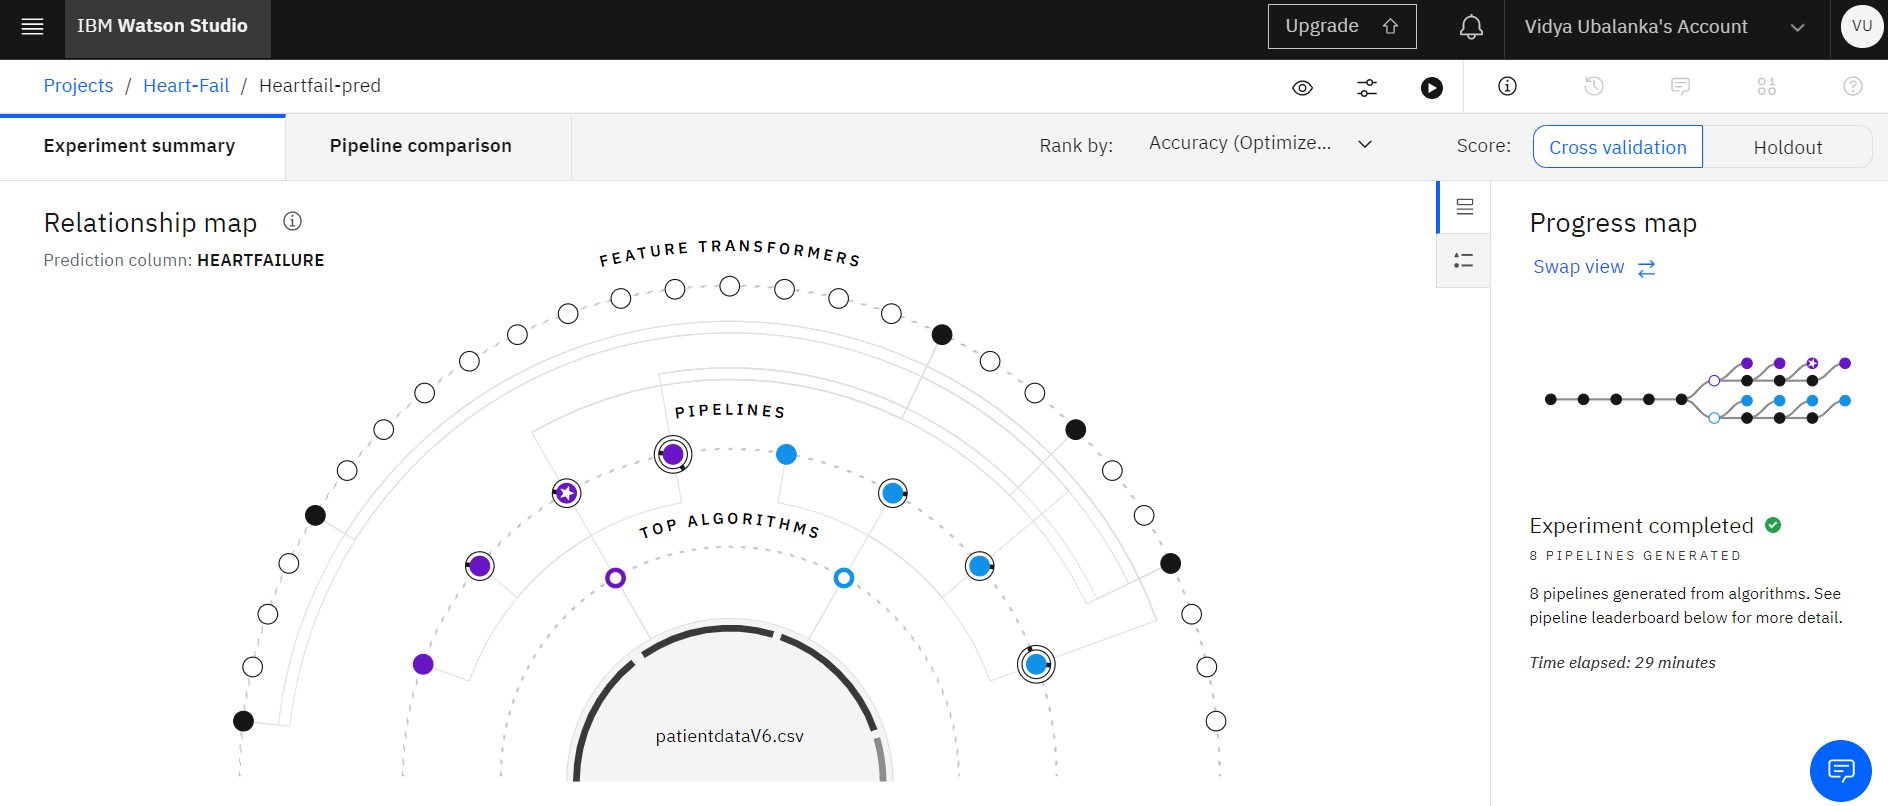 IBM Watson Studio
Upgrade
Vidya Ubalanka's Account
VU
Projects / Heart-Fail / Heartfail-pred
Experiment summary
Pipeline comparison
Rank by:
Accuracy (Optimize...
Score:
Cross validation
Holdout
Relationship map
Prediction column: HEARTFAILURE
FEATURE TRANSFORMERS
PIPELINES
TOP ALGORITHMS
patientdataV6.csv
Progress map
Swap view
Experiment completed
8 PIPELINES GENERATED
8 pipelines generated from algorithms. See
pipeline leaderboard below for more detail.
Time elapsed: 29 minutes